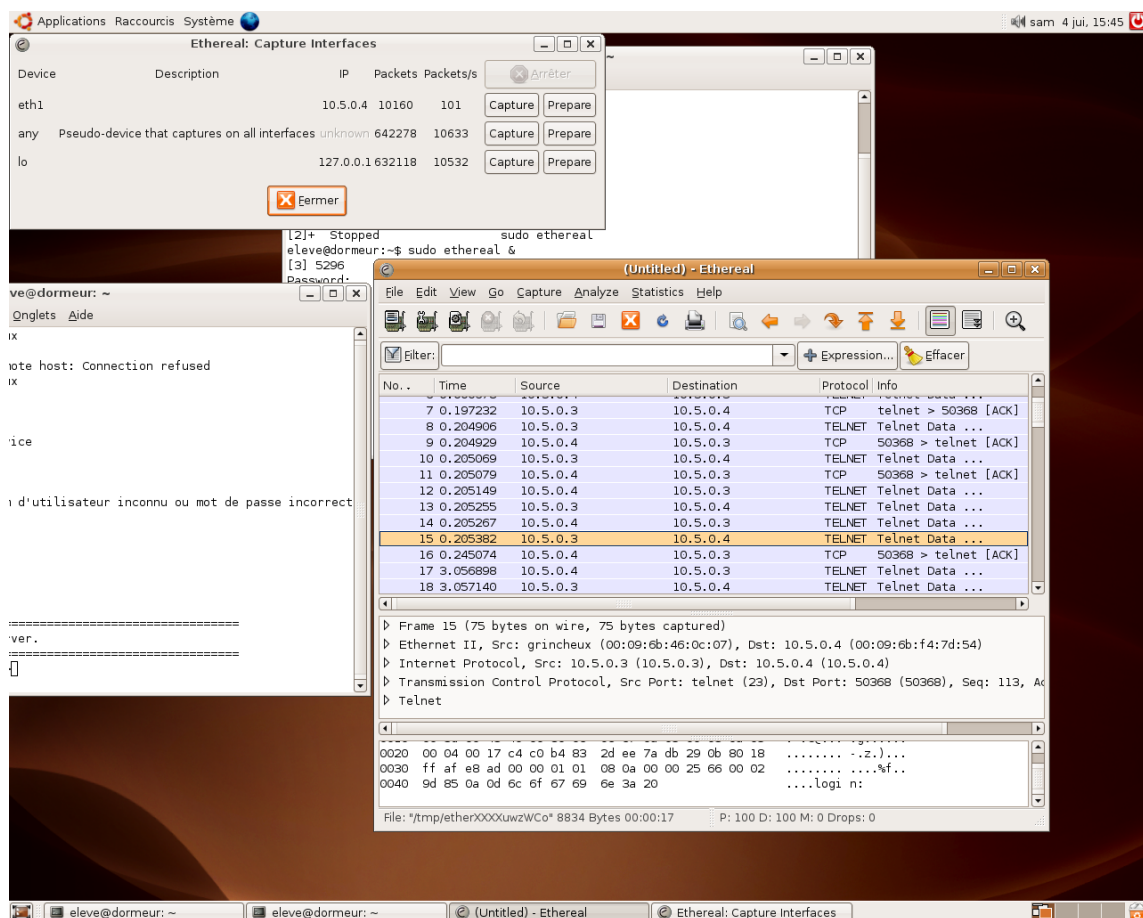 Applications Raccourcis Système
sam 4 jui, 15:45
Ethereal: Capture Interfaces
Device Description IP Packets Packets/s Arrêter
eth1 10.5.0.4 10160 101 Capture Prepare
any Pseudo-device that captures on all interfaces unknown 642278 10633 Capture Prepare
lo 127.0.0.1 632118 10532 Capture Prepare
Fermer
~
[2]+ Stopped sudo ethereal
eleve@dormeur:~$ sudo ethereal &
[3] 5296
Password:
ve@dormeur: ~
Onglets Aide
ux
note host: Connection refused
ux
vice
n d'utilisateur inconnu ou mot de passe incorrect
==================================
ver.
==================================
(Untitled) - Ethereal
File Edit View Go Capture Analyze Statistics Help
Filter: Expression... Effacer
No.. Time Source Destination Protocol Info
7 0.197232 10.5.0.3 10.5.0.4 TCP telnet > 50368 [ACK]
8 0.204906 10.5.0.3 10.5.0.4 TELNET Telnet Data ...
9 0.204929 10.5.0.4 10.5.0.3 TCP 50368 > telnet [ACK]
10 0.205069 10.5.0.3 10.5.0.4 TELNET Telnet Data ...
11 0.205079 10.5.0.4 10.5.0.3 TCP 50368 > telnet [ACK]
12 0.205149 10.5.0.4 10.5.0.3 TELNET Telnet Data ...
13 0.205255 10.5.0.3 10.5.0.4 TELNET Telnet Data ...
14 0.205267 10.5.0.4 10.5.0.3 TELNET Telnet Data ...
15 0.205382 10.5.0.3 10.5.0.4 TELNET Telnet Data ...
16 0.245074 10.5.0.4 10.5.0.3 TCP 50368 > telnet [ACK]
17 3.056898 10.5.0.4 10.5.0.3 TELNET Telnet Data ...
18 3.057140 10.5.0.3 10.5.0.4 TELNET Telnet Data ...
Frame 15 (75 bytes on wire, 75 bytes captured)
Ethernet II, Src: grincheux (00:09:6b:46:0c:07), Dst: 10.5.0.4 (00:09:6b:f4:7d:54)
Internet Protocol, Src: 10.5.0.3 (10.5.0.3), Dst: 10.5.0.4 (10.5.0.4)
Transmission Control Protocol, Src Port: telnet (23), Dst Port: 50368 (50368), Seq: 113, Ac
Telnet
0020 00 04 00 17 c4 c0 b4 83 2d ee 7a db 29 0b 80 18 ........ -.z.)...
0030 ff af e8 ad 00 00 01 01 08 0a 00 00 25 66 00 02 ........ ....%f..
0040 9d 85 0a 0d 6c 6f 67 69 6e 3a 20 ....logi n:
File: "/tmp/etherXXXXuwzWCo" 8834 Bytes 00:00:17 P: 100 D: 100 M: 0 Drops: 0
eleve@dormeur: ~ eleve@dormeur: ~ (Untitled) - Ethereal Ethereal: Capture Interfaces